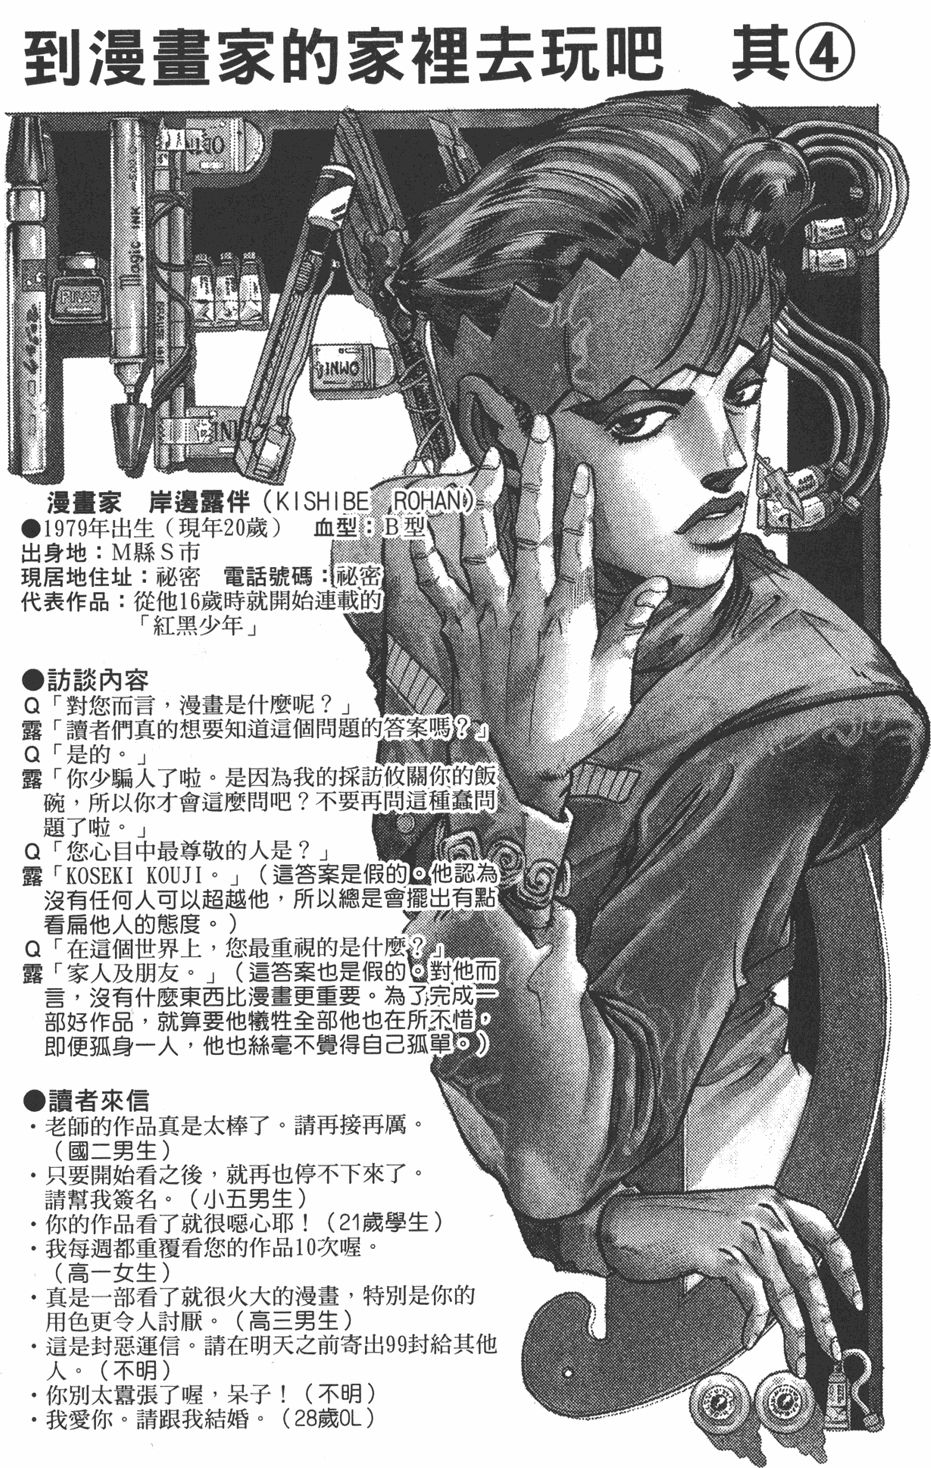 到漫畫家的家裡去玩吧　其④
Magic INK
PILOT
OMNI
漫畫家　岸邊露伴（KISHIBE ROHAN）
●1979年出生（現年20歲）　血型：Ｂ型
出身地：Ｍ縣Ｓ市
現居地住址：祕密　電話號碼：祕密
代表作品：從他16歲時就開始連載的
「紅黑少年」
●訪談內容
Q「對您而言，漫畫是什麼呢？」
露「讀者們真的想要知道這個問題的答案嗎？」
Q「是的。」
露「你少騙人了啦。是因為我的採訪攸關你的飯
碗，所以你才會這麼問吧？不要再問這種蠢問
題了啦。」
Q「您心目中最尊敬的人是？」
露「KOSEKI KOUJI。」（這答案是假的。他認為
沒有任何人可以超越他，所以總是會擺出有點
看扁他人的態度。）
Q「在這個世界上，您最重視的是什麼？」
露「家人及朋友。」（這答案也是假的。對他而
言，沒有什麼東西比漫畫更重要。為了完成一
部好作品，就算要他犧牲全部他也在所不惜，
即便孤身一人，他也絲毫不覺得自己孤單。）
●讀者來信
・老師的作品真是太棒了。請再接再厲。
（國二男生）
・只要開始看之後，就再也停不下來了。
請幫我簽名。（小五男生）
・你的作品看了就很噁心耶！（21歲學生）
・我每週都重覆看您的作品10次喔。
（高一女生）
・真是一部看了就很火大的漫畫，特別是你的
用色更令人討厭。（高三男生）
・這是封惡運信。請在明天之前寄出99封給其他
人。（不明）
・你別太囂張了喔，呆子！（不明）
・我愛你。請跟我結婚。（28歲OL）